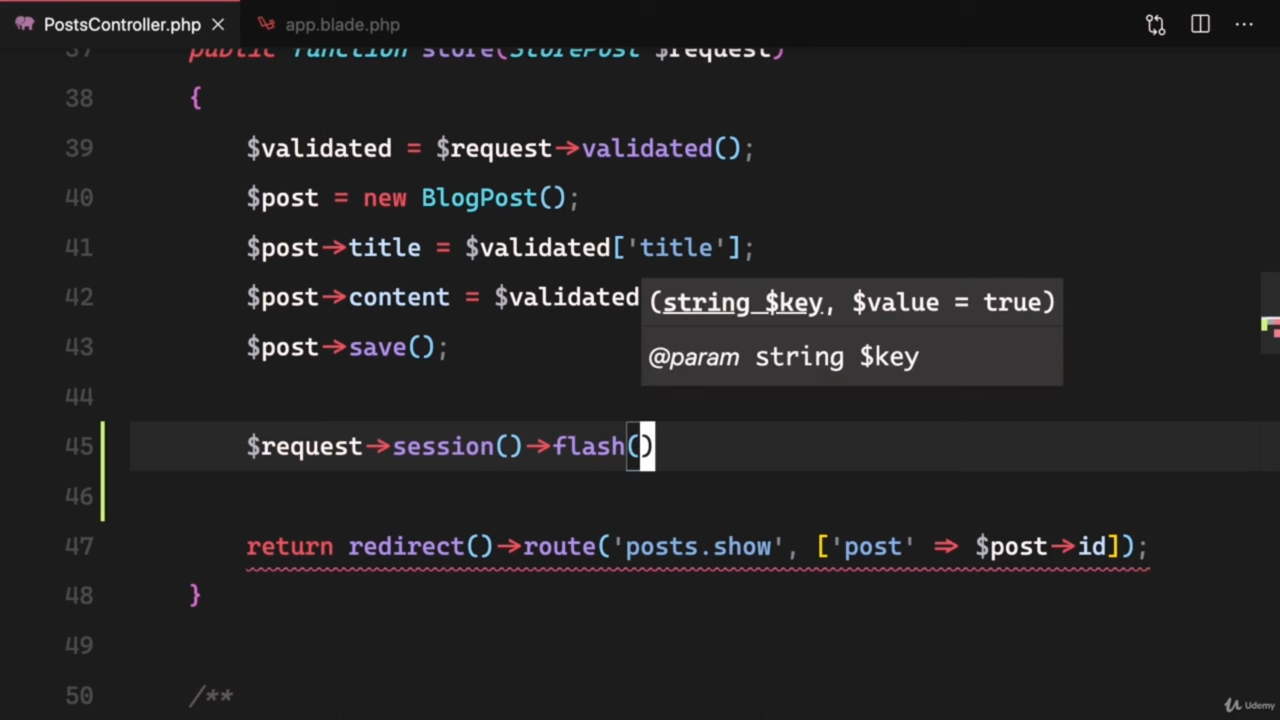 PostsController.php
app.blade.php
37 public function store(StorePost $request)
38 {
39 $validated = $request->validated();
40 $post = new BlogPost();
41 $post->title = $validated['title'];
42 $post->content = $validated
(string $key, $value = true)
43 $post->save();
@param string $key
44
45 $request->session()->flash()
46
47 return redirect()->route('posts.show', ['post' => $post->id]);
48 }
49
50 /**
Udemy